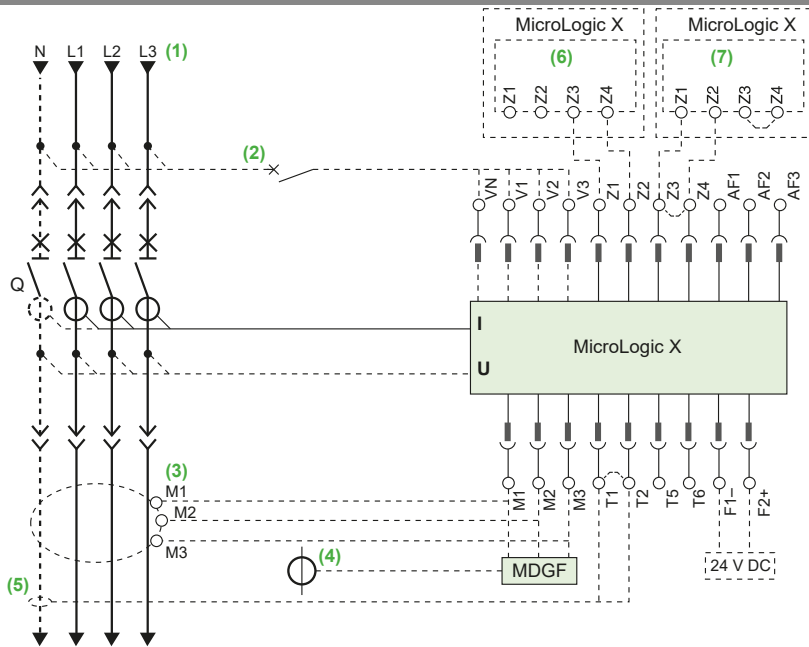 MicroLogic X MicroLogic X
N L1 L2 L3 (1) (6) (7)
Z1 Z2 Z3 Z4 Z1 Z2 Z3 Z4
(2)
VN V1 V2 V3 Z1 Z2 Z3 Z4 AF1 AF2 AF3
Q
I
MicroLogic X
U
(3)
M1
M2
M3
M1 M2 M3 T1 T2 T5 T6 F1– F2+
(4)
MDGF 24 V DC
(5)